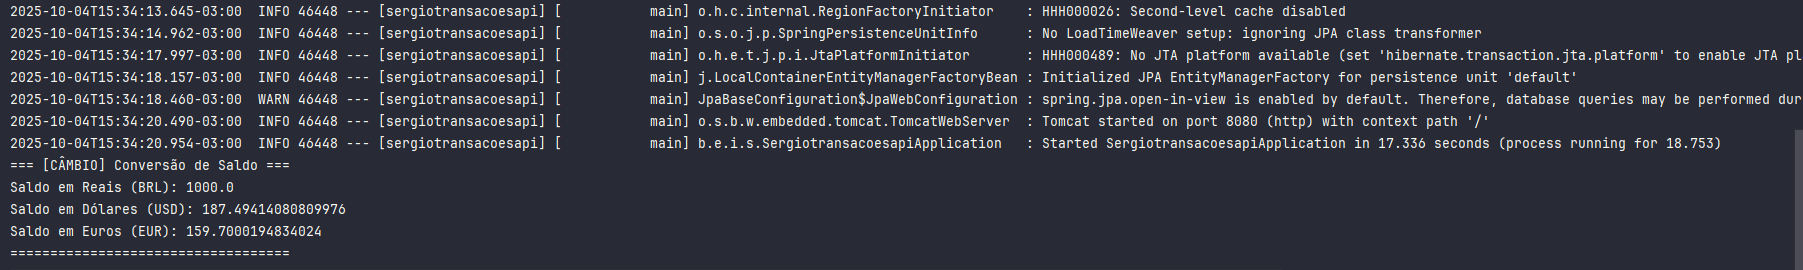 2025-10-04T15:34:13.645-03:00  INFO 46448 --- [sergiotransacoesapi] [           main] o.h.c.internal.RegionFactoryInitiator    : HHH000026: Second-level cache disabled
2025-10-04T15:34:14.962-03:00  INFO 46448 --- [sergiotransacoesapi] [           main] o.s.o.j.p.SpringPersistenceUnitInfo      : No LoadTimeWeaver setup: ignoring JPA class transformer
2025-10-04T15:34:17.997-03:00  INFO 46448 --- [sergiotransacoesapi] [           main] o.h.e.t.j.p.i.JtaPlatformInitiator       : HHH000489: No JTA platform available (set 'hibernate.transaction.jta.platform' to enable JTA pl
2025-10-04T15:34:18.157-03:00  INFO 46448 --- [sergiotransacoesapi] [           main] j.LocalContainerEntityManagerFactoryBean : Initialized JPA EntityManagerFactory for persistence unit 'default'
2025-10-04T15:34:18.460-03:00  WARN 46448 --- [sergiotransacoesapi] [           main] JpaBaseConfiguration$JpaWebConfiguration : spring.jpa.open-in-view is enabled by default. Therefore, database queries may be performed dur
2025-10-04T15:34:20.490-03:00  INFO 46448 --- [sergiotransacoesapi] [           main] o.s.b.w.embedded.tomcat.TomcatWebServer  : Tomcat started on port 8080 (http) with context path '/'
2025-10-04T15:34:20.954-03:00  INFO 46448 --- [sergiotransacoesapi] [           main] b.e.i.s.SergiotransacoesapiApplication   : Started SergiotransacoesapiApplication in 17.336 seconds (process running for 18.753)
=== [CÂMBIO] Conversão de Saldo ===
Saldo em Reais (BRL): 1000.0
Saldo em Dólares (USD): 187.49414080809976
Saldo em Euros (EUR): 159.7000194834024
===================================